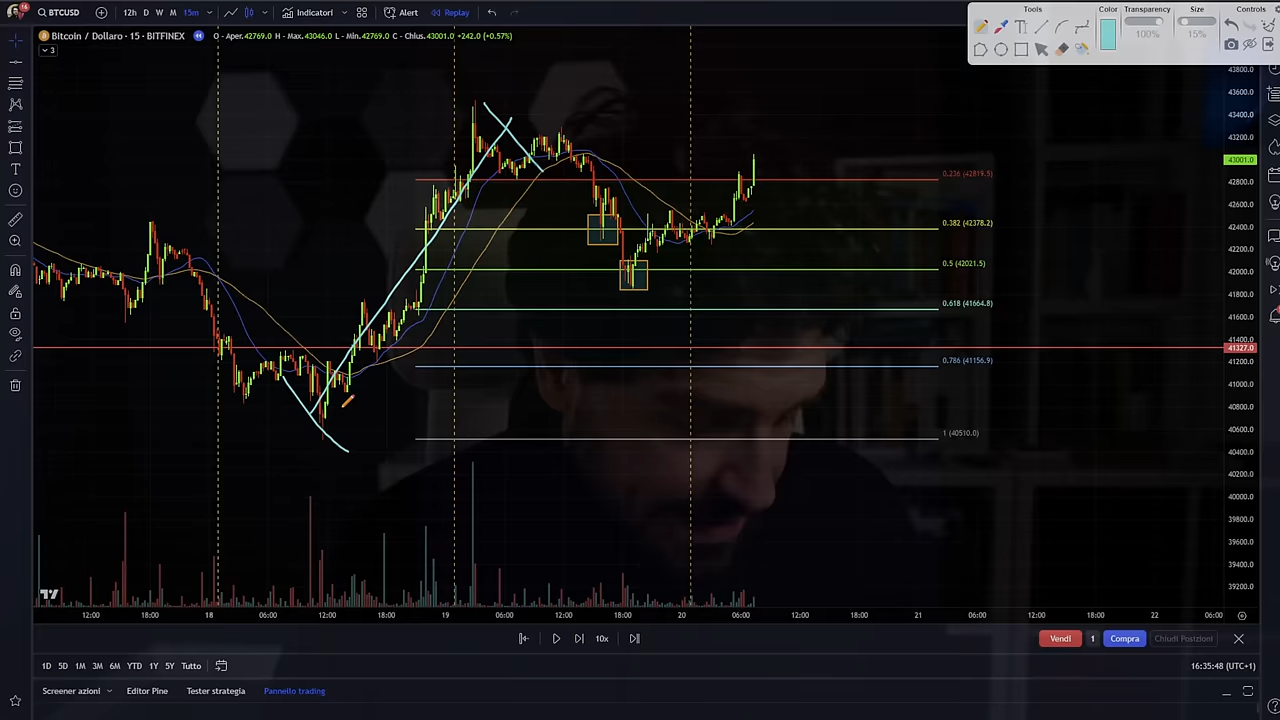 16
BTCUSD
12h D W M 15m
Indicatori
Alert
Replay
Tools
Color
Transparency
Size
Controls
100%
15%
Bitcoin / Dollaro · 15 · BITFINEX
O - Aper.42769.0 H - Max.43046.0 L - Min.42769.0 C - Chius.43001.0 +242.0 (+0.57%)
3
43800.0
43600.0
43400.0
43200.0
43001.0
42800.0
42600.0
42400.0
42200.0
42000.0
41800.0
41600.0
41400.0
41327.0
41200.0
41000.0
40800.0
40600.0
40400.0
40200.0
40000.0
39800.0
39600.0
39400.0
39200.0
0.236 (42819.5)
0.382 (42378.2)
0.5 (42021.5)
0.618 (41664.8)
0.786 (41156.9)
1 (40510.0)
12:00 18:00 18 06:00 12:00 18:00 19 06:00 12:00 18:00 20 06:00 12:00 18:00 21 06:00 12:00 18:00 22 06:00
10x
Vendi 1 Compra Chiudi Posizioni
1D 5D 1M 3M 6M YTD 1Y 5Y Tutto
16:35:48 (UTC+1)
Screener azioni Editor Pine Tester strategia Pannello trading